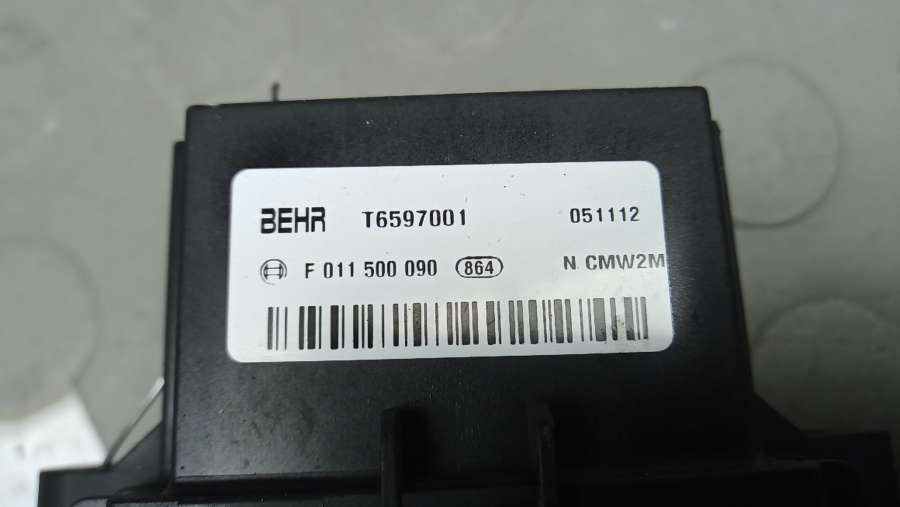 BEHR T6597001 051112
F 011 500 090 864 N CMW2M